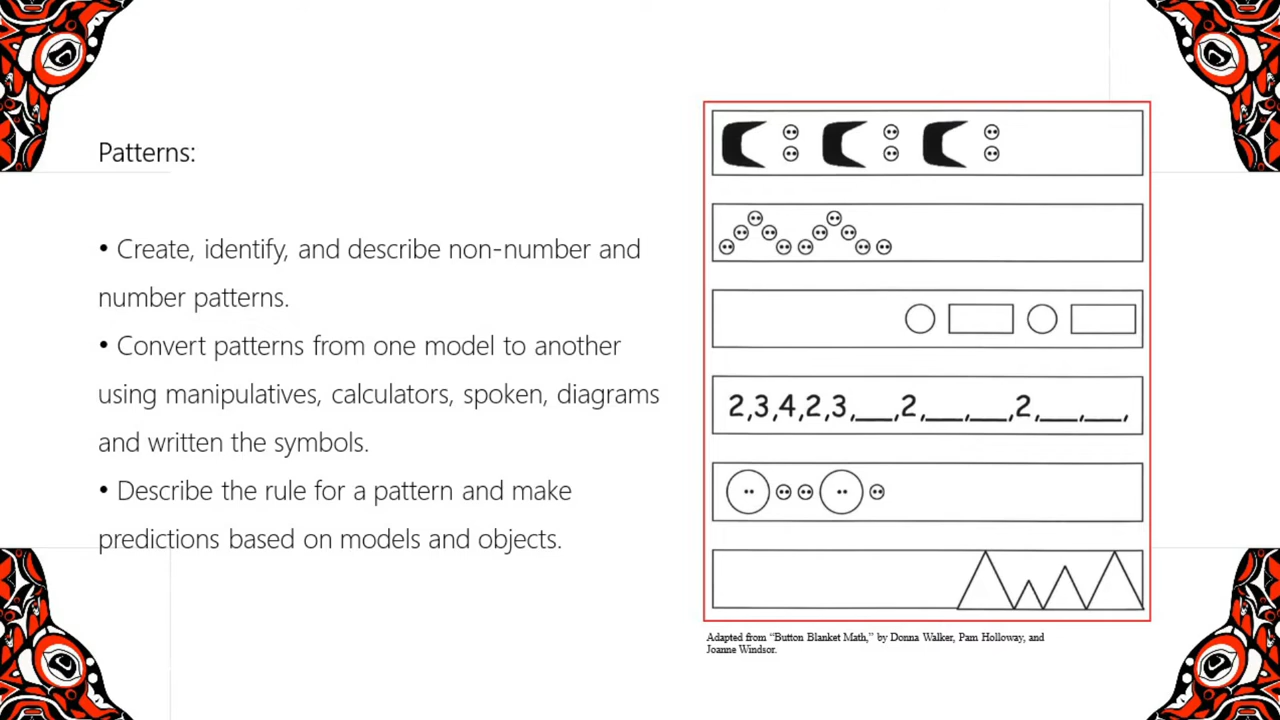 Patterns:
• Create, identify, and describe non-number and
number patterns.
• Convert patterns from one model to another
using manipulatives, calculators, spoken, diagrams
and written the symbols.
• Describe the rule for a pattern and make
predictions based on models and objects.
2,3,4,2,3,__,2,__,__,2,__,__,
Adapted from “Button Blanket Math,” by Donna Walker, Pam Holloway, and
Joanne Windsor.